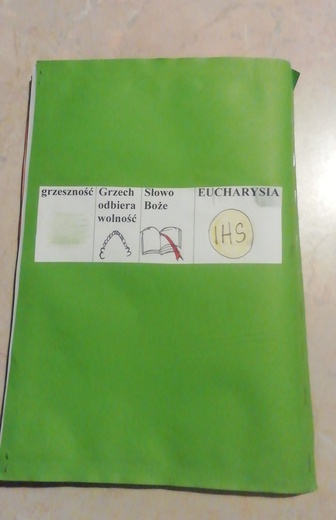 grzeszność
Grzech
odbiera
wolność
Słowo
Boże
EUCHARYSIA
IHS